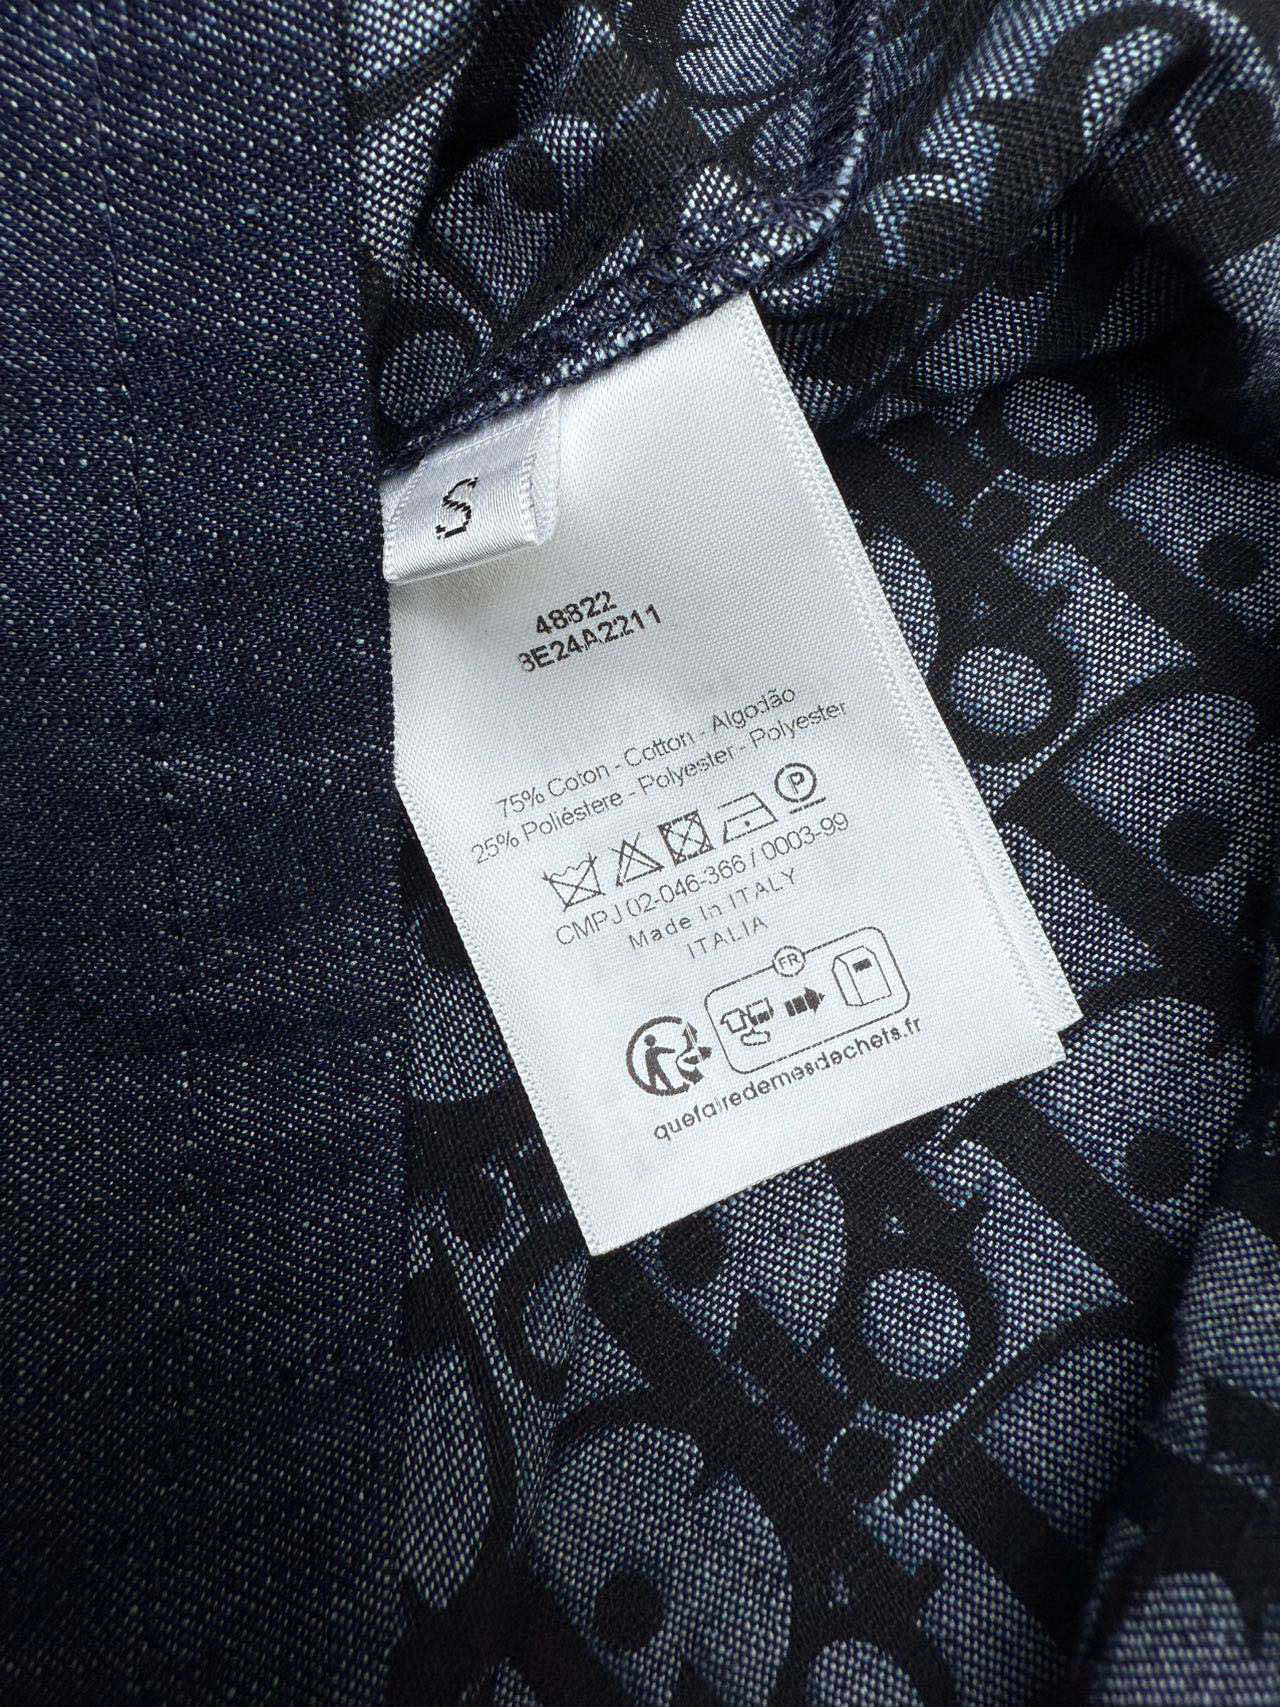 S
48822
3E24A2211
75% Coton - Cotton - Algodão
25% Poliéstere - Polyester - Polyester
P
CMPJ 02-046-366 / 0003-99
Made In ITALY
ITALIA
FR
quefairedemesdechets.fr